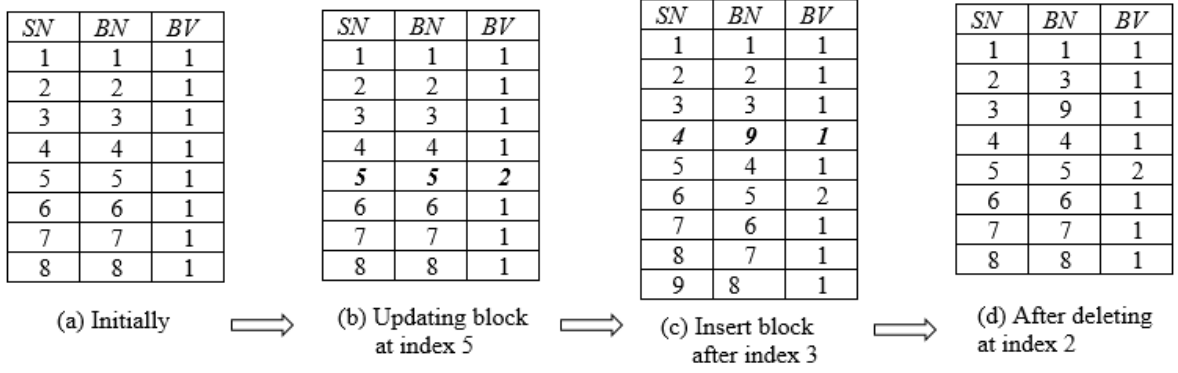 SN BN BV
1 1 1
2 2 1
3 3 1
4 4 1
5 5 1
6 6 1
7 7 1
8 8 1
(a) Initially
SN BN BV
1 1 1
2 2 1
3 3 1
4 4 1
5 5 2
6 6 1
7 7 1
8 8 1
(b) Updating block
at index 5
SN BN BV
1 1 1
2 2 1
3 3 1
4 9 1
5 4 1
6 5 2
7 6 1
8 7 1
9 8 1
(c) Insert block
after index 3
SN BN BV
1 1 1
2 3 1
3 9 1
4 4 1
5 5 2
6 6 1
7 7 1
8 8 1
(d) After deleting
at index 2